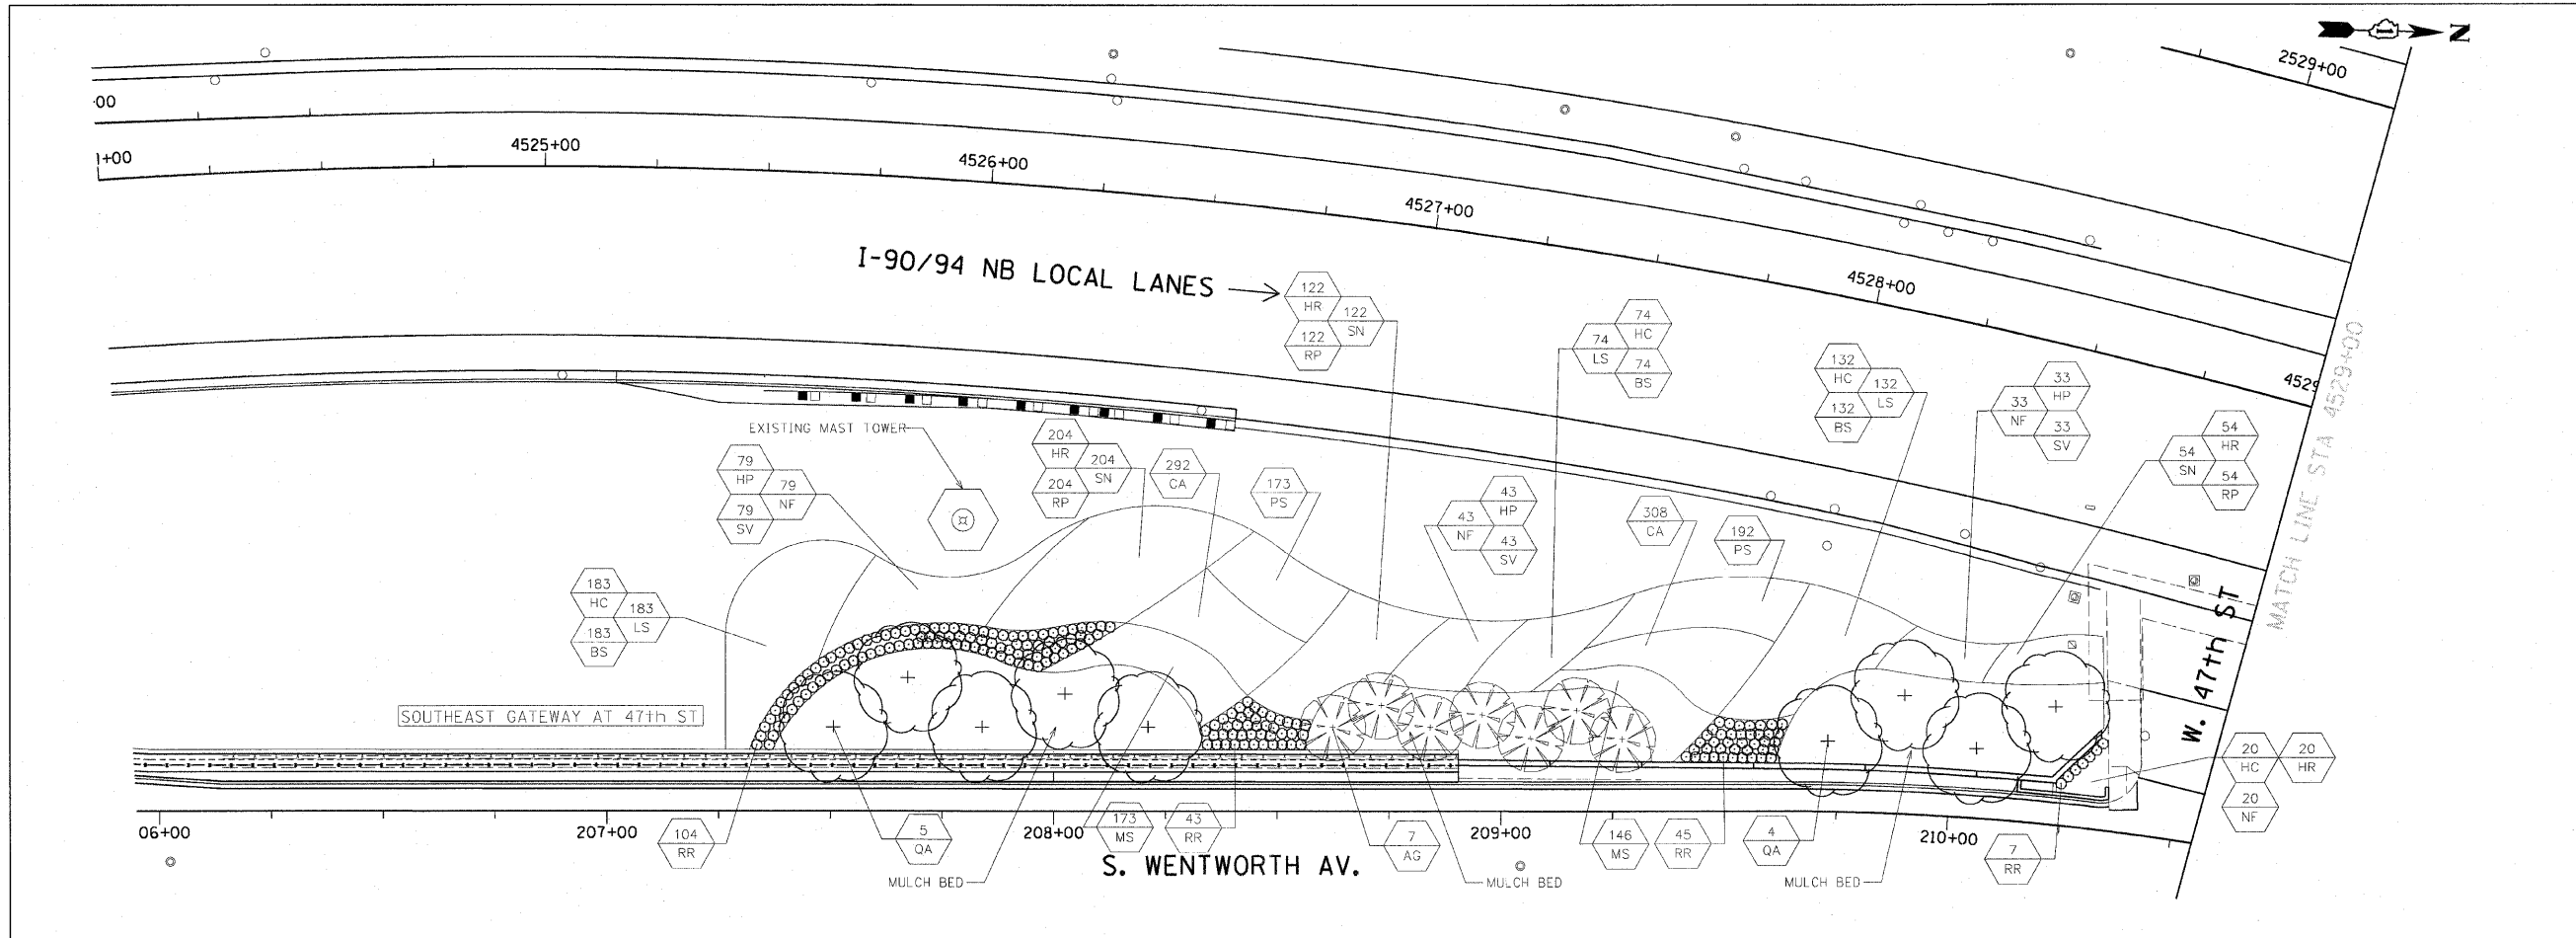 N
2529+00
·00
4525+00
1+00
4526+00
4527+00
I-90/94 NB LOCAL LANES
4528+00
122
HR
122
SN
122
RP
74
HC
74
LS
74
BS
132
HC
132
LS
132
BS
33
HP
33
NF
33
SV
4529
MATCH LINE STA 4529+00
54
HR
54
SN
54
RP
EXISTING MAST TOWER
79
HP
79
NF
79
SV
204
HR
204
SN
204
RP
292
CA
173
PS
43
HP
43
NF
43
SV
308
CA
192
PS
183
HC
183
LS
183
BS
W. 47th ST
SOUTHEAST GATEWAY AT 47th ST
20
HC
20
HR
20
NF
06+00
207+00
208+00
209+00
210+00
104
RR
5
QA
173
MS
43
RR
7
AG
146
MS
45
RR
4
QA
7
RR
MULCH BED
S. WENTWORTH AV.
MULCH BED
MULCH BED